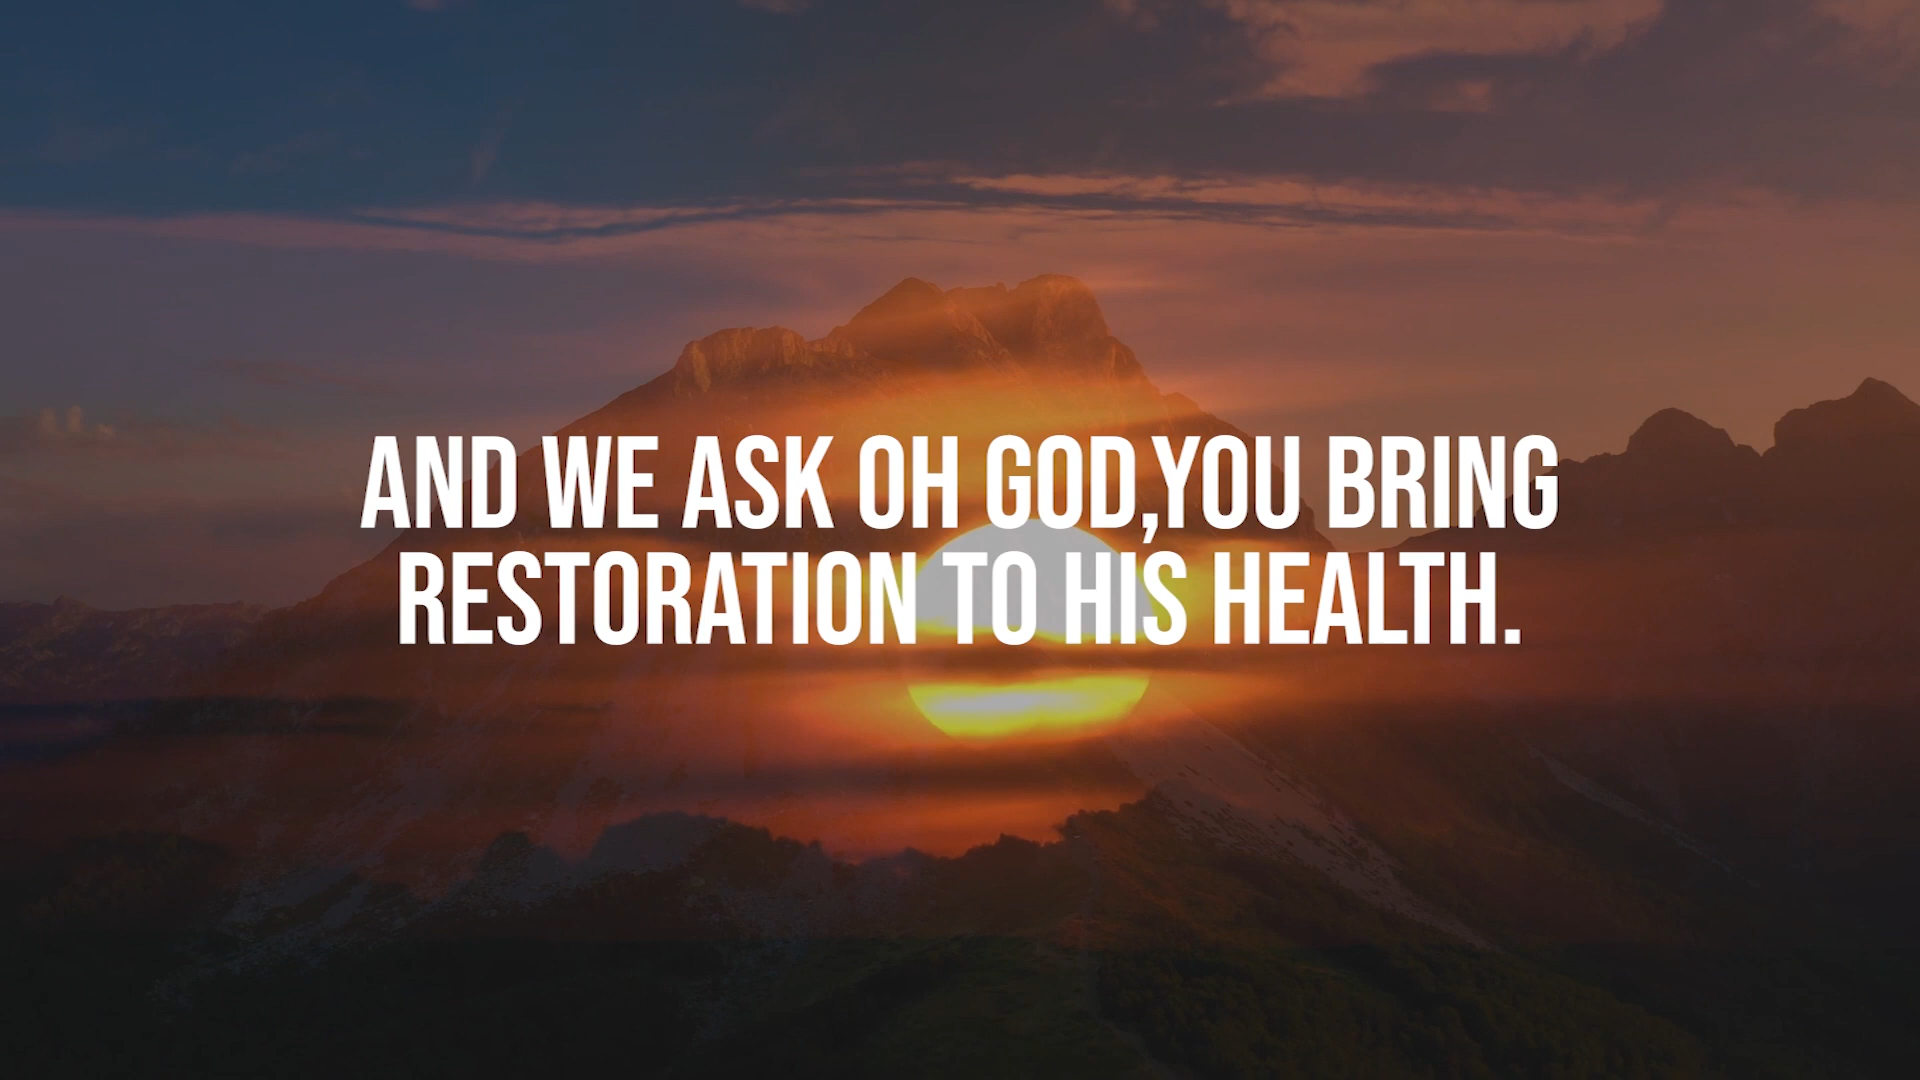 AND WE ASK OH GOD,YOU BRING
RESTORATION TO HIS HEALTH.